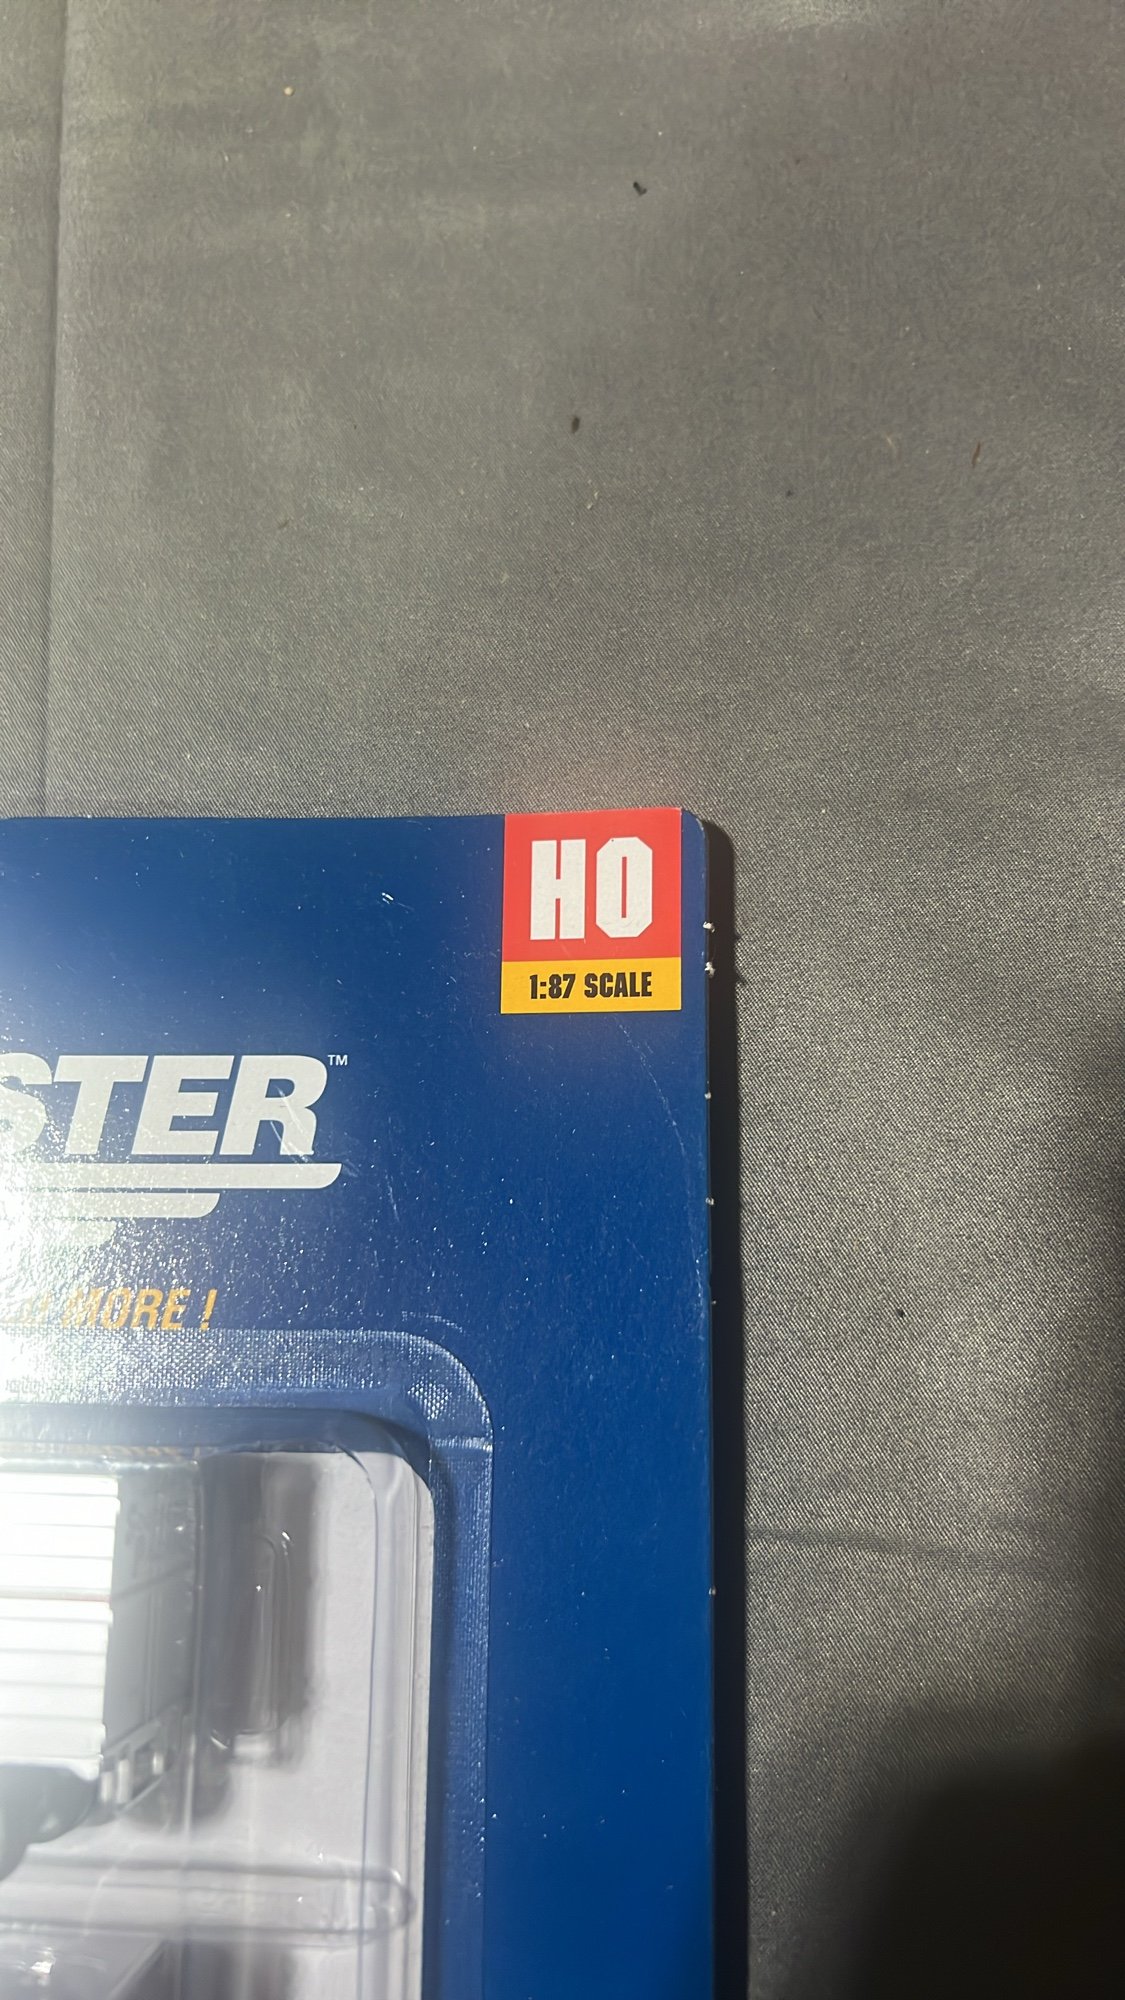 HO
1:87 SCALE
STER™
MORE !